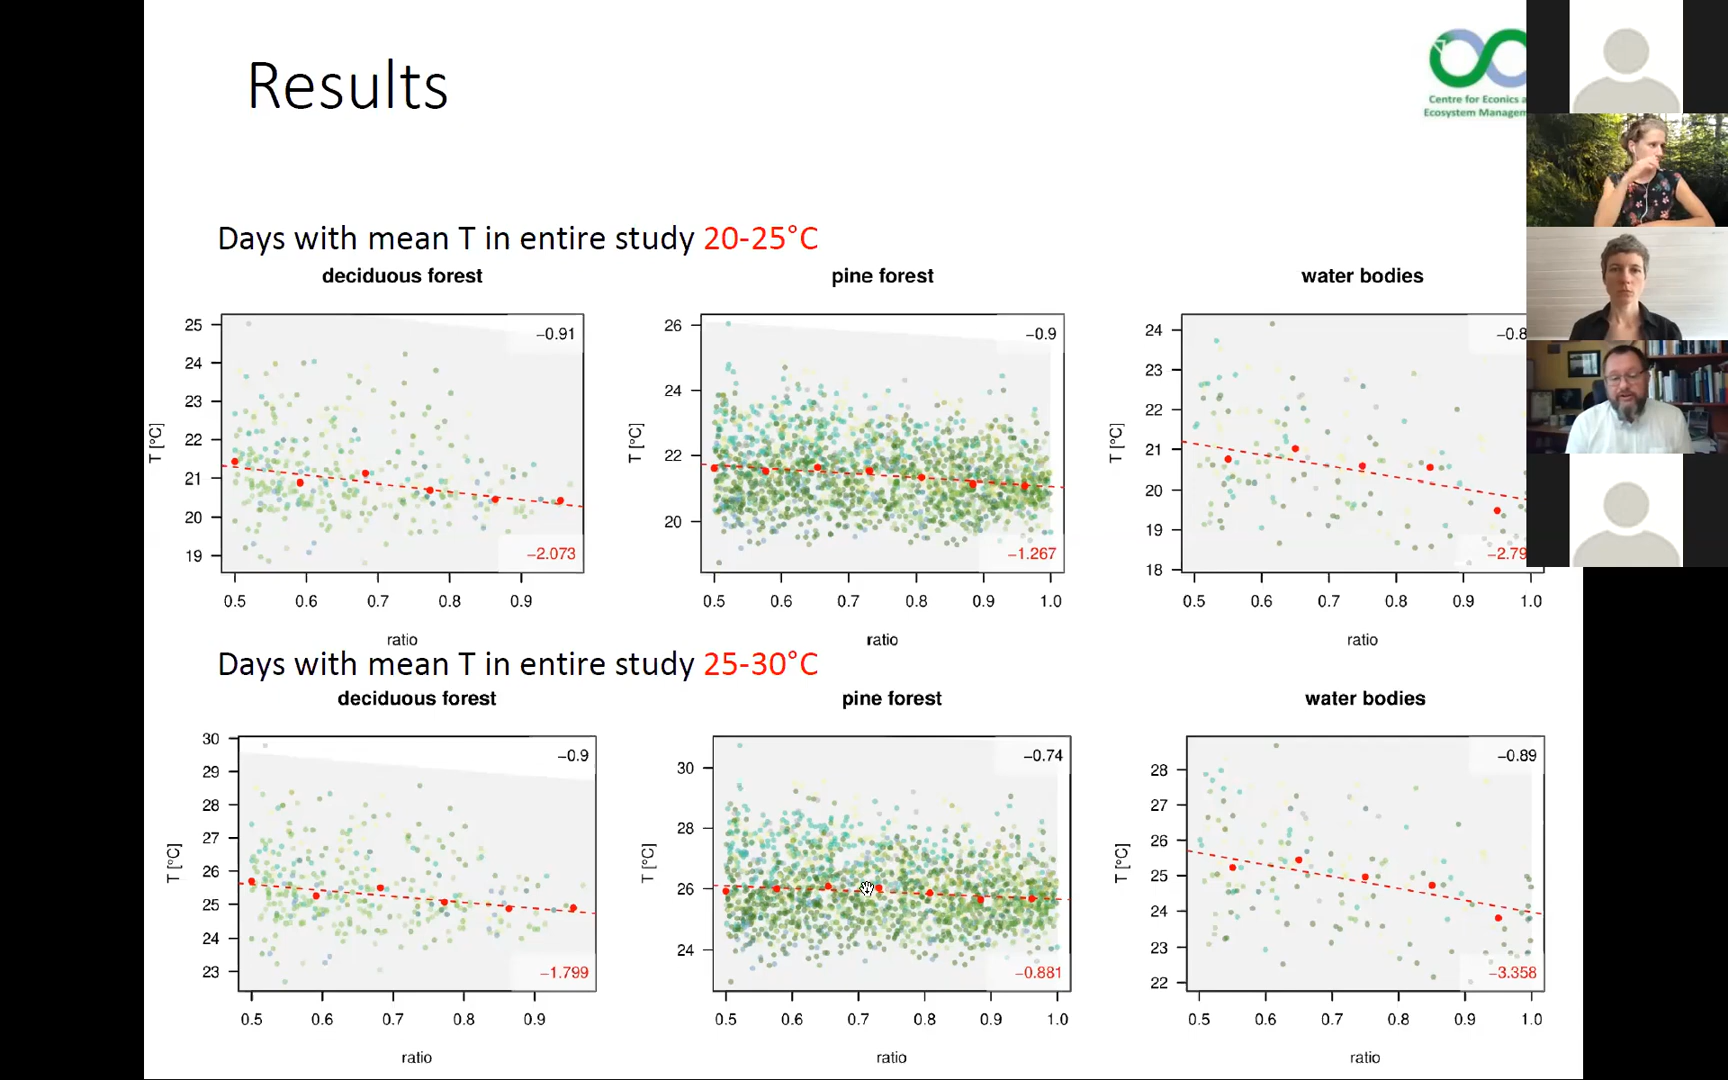 Results
Centre for Econics
Ecosystem
Days with mean T in entire study 20-25°C
deciduous forest
25
24
23
22
21
20
19
T [°C]
−0.91
−2.073
0.5 0.6 0.7 0.8 0.9
ratio
pine forest
26
24
22
20
T [°C]
−0.9
−1.267
0.5 0.6 0.7 0.8 0.9 1.0
ratio
water bodies
24
23
22
21
20
19
18
T [°C]
−0.8
−2.79
0.5 0.6 0.7 0.8 0.9 1.0
ratio
Days with mean T in entire study 25-30°C
deciduous forest
30
29
28
27
26
25
24
23
T [°C]
−0.9
−1.799
0.5 0.6 0.7 0.8 0.9
ratio
pine forest
30
28
26
24
T [°C]
−0.74
−0.881
0.5 0.6 0.7 0.8 0.9 1.0
ratio
water bodies
28
27
26
25
24
23
22
T [°C]
−0.89
−3.358
0.5 0.6 0.7 0.8 0.9 1.0
ratio